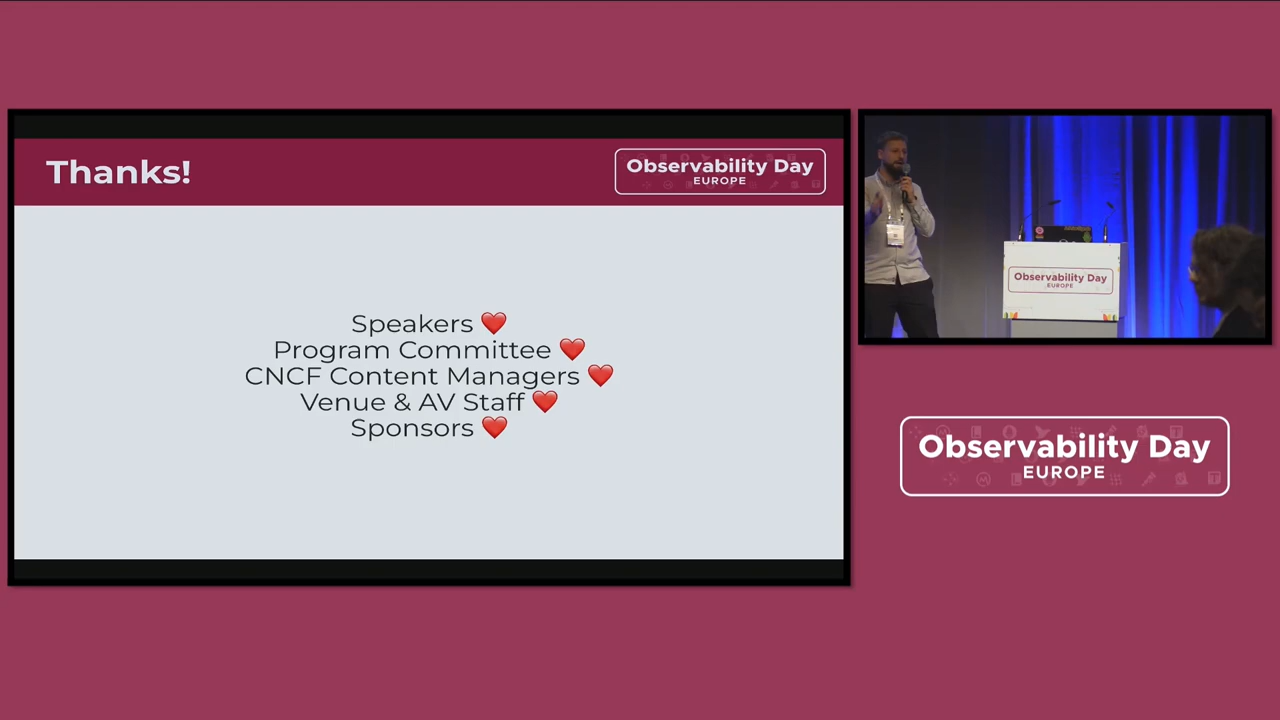 Thanks!
Observability Day
EUROPE
Speakers ❤️
Program Committee ❤️
CNCF Content Managers ❤️
Venue & AV Staff ❤️
Sponsors ❤️
Observability Day
EUROPE
Observability Day
EUROPE